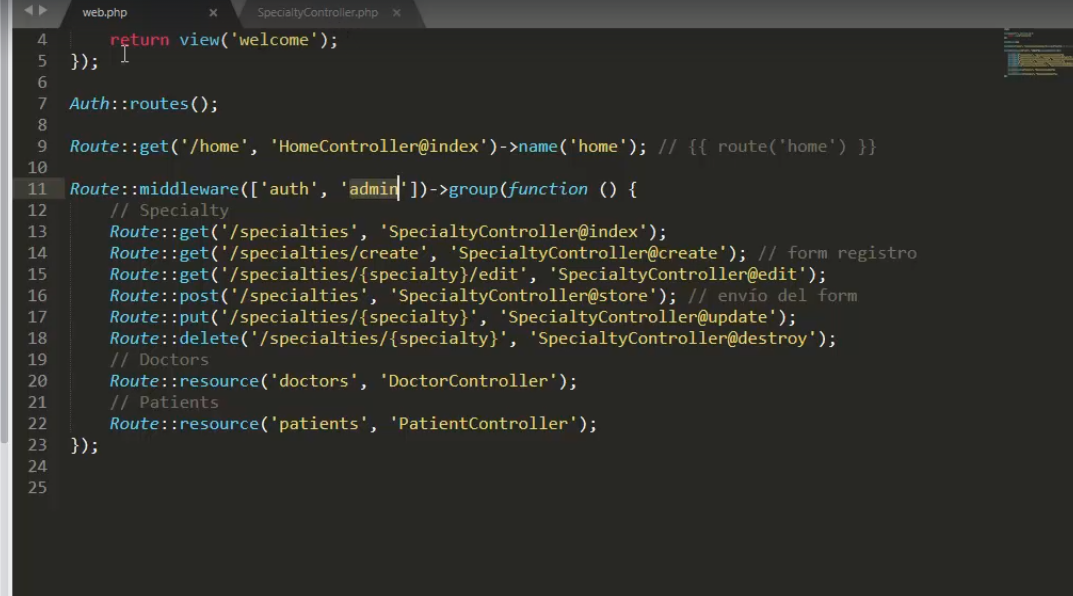 web.php × SpecialtyController.php ×
4 return view('welcome');
5 });
6
7 Auth::routes();
8
9 Route::get('/home', 'HomeController@index')->name('home'); // {{ route('home') }}
10
11 Route::middleware(['auth', 'admin'])->group(function () {
12 // Specialty
13 Route::get('/specialties', 'SpecialtyController@index');
14 Route::get('/specialties/create', 'SpecialtyController@create'); // form registro
15 Route::get('/specialties/{specialty}/edit', 'SpecialtyController@edit');
16 Route::post('/specialties', 'SpecialtyController@store'); // envío del form
17 Route::put('/specialties/{specialty}', 'SpecialtyController@update');
18 Route::delete('/specialties/{specialty}', 'SpecialtyController@destroy');
19 // Doctors
20 Route::resource('doctors', 'DoctorController');
21 // Patients
22 Route::resource('patients', 'PatientController');
23 });
24
25